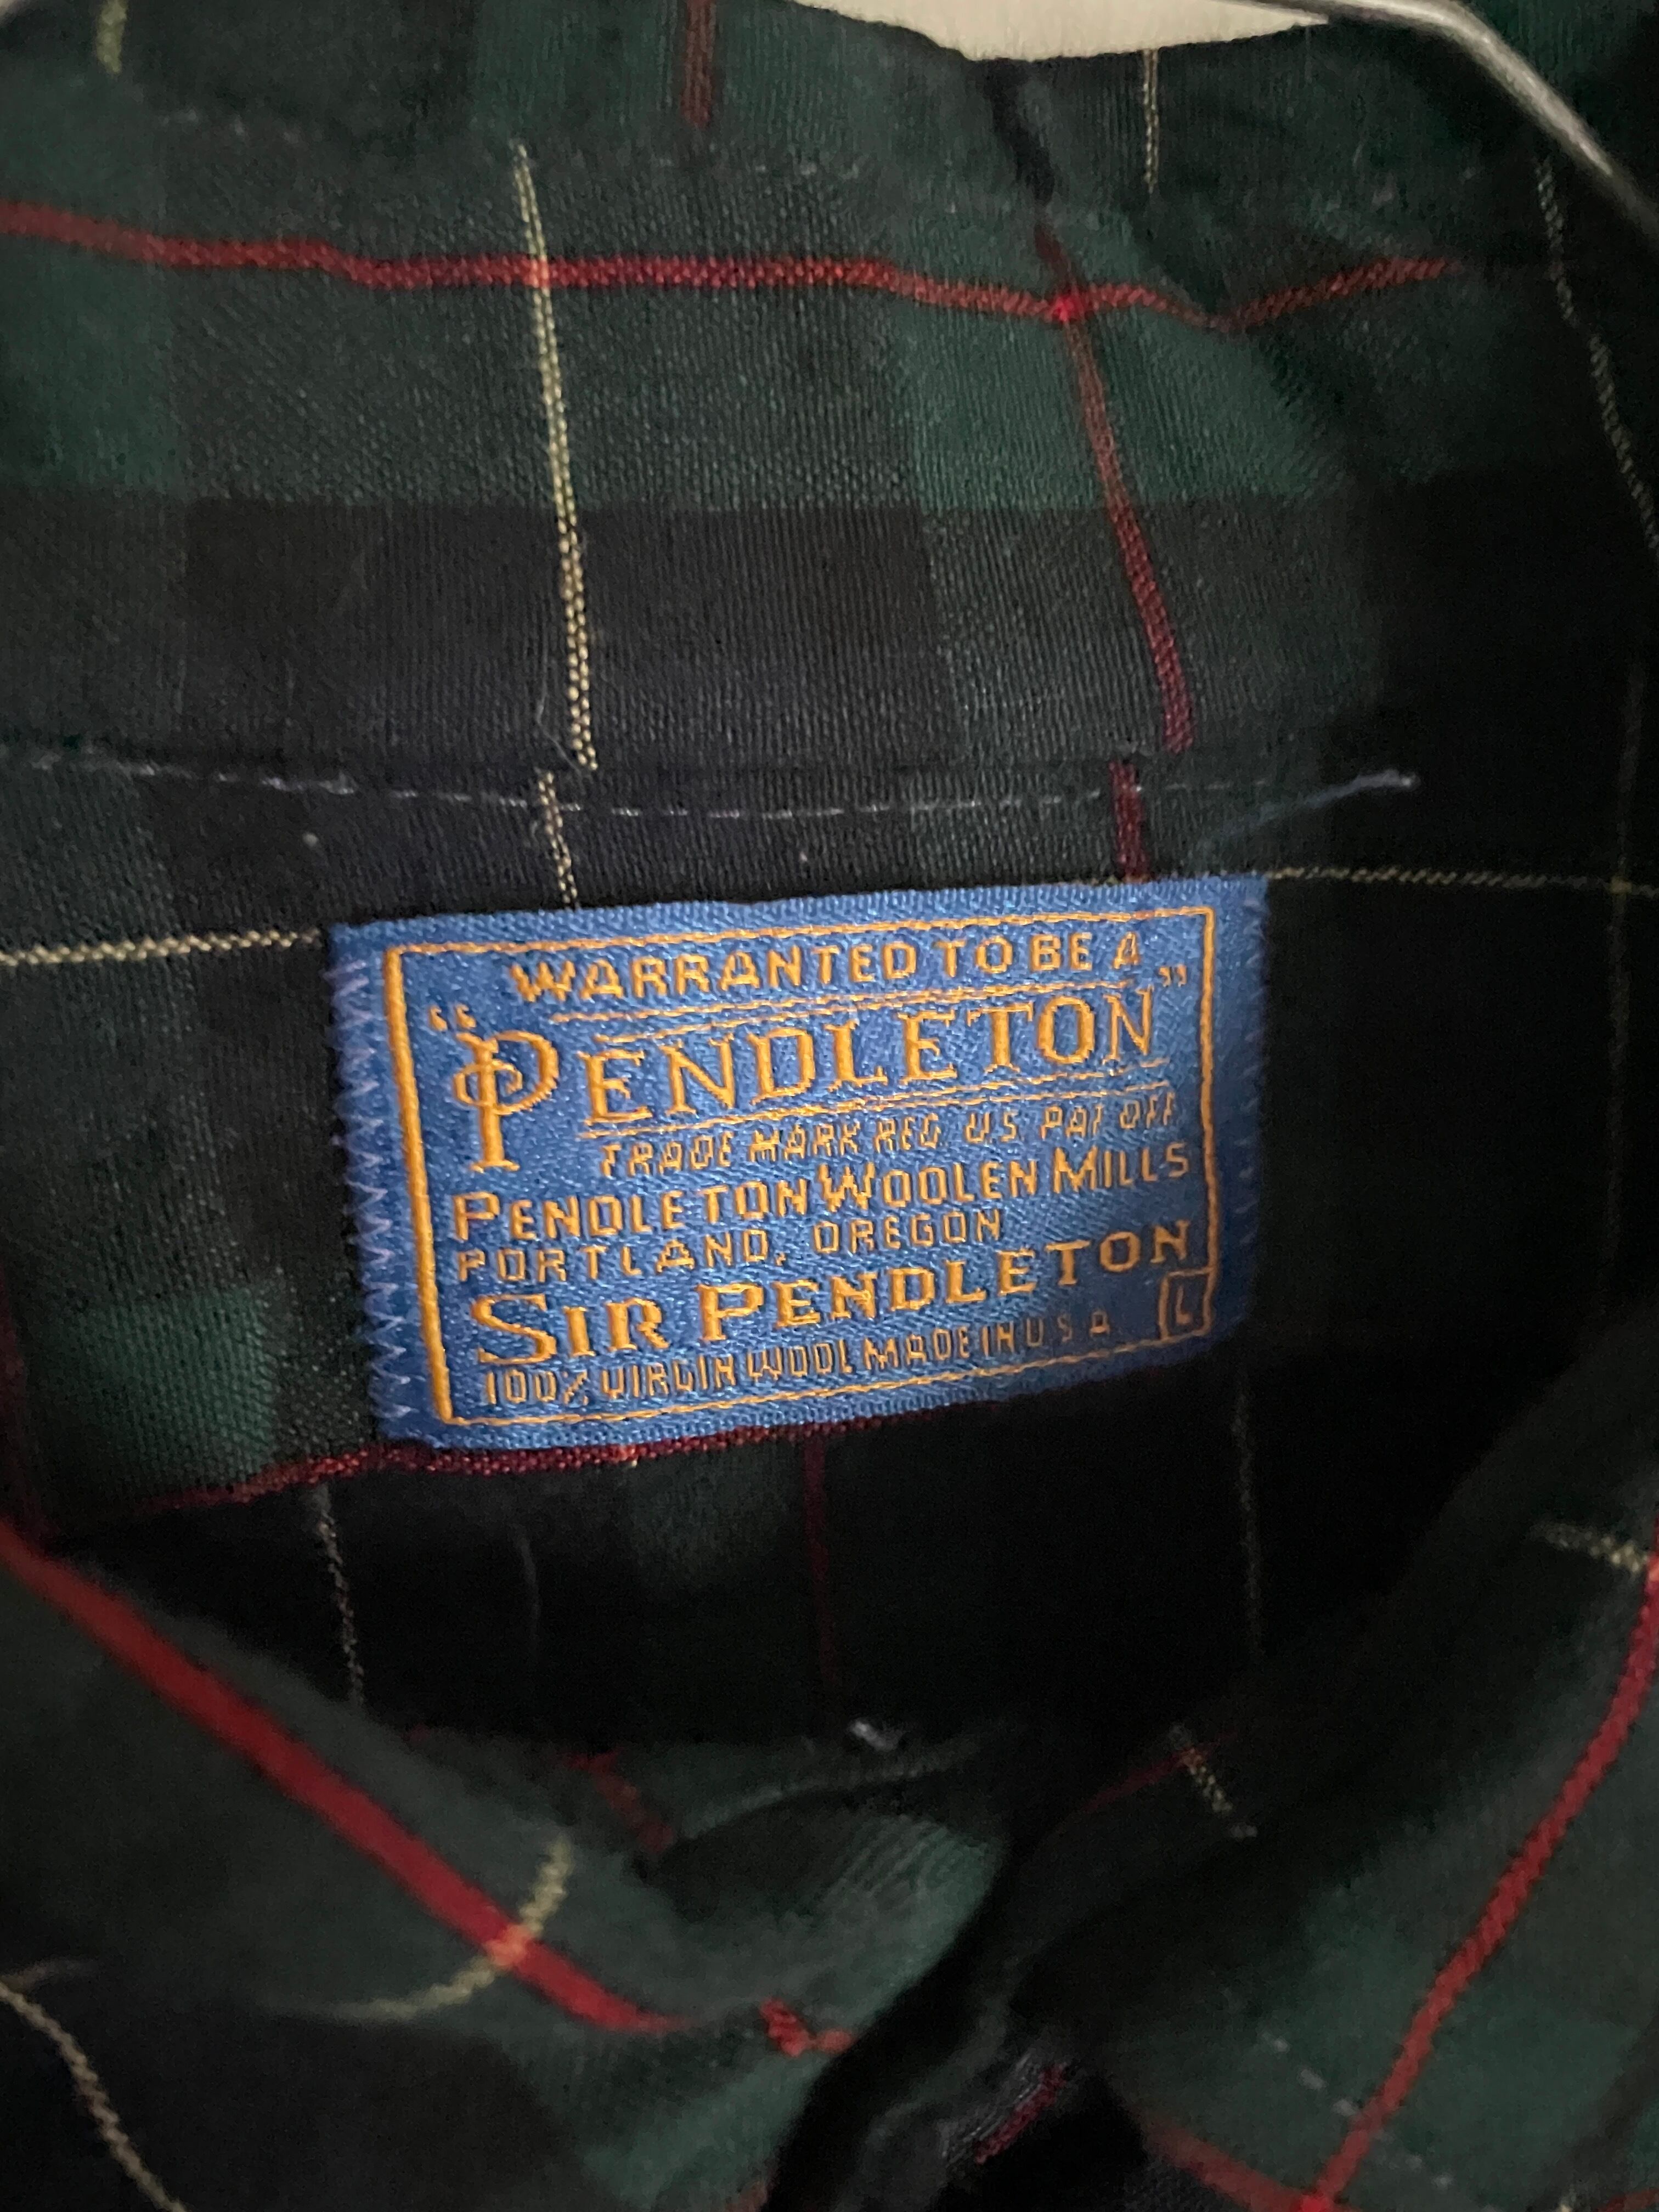 WARRANTED TO BE A
"PENDLETON"
TRADE MARK REG. U.S. PAT. OFF.
PENDLETON WOOLEN MILLS
PORTLAND, OREGON
SIR PENDLETON
100% VIRGIN WOOL MADE IN U S A L